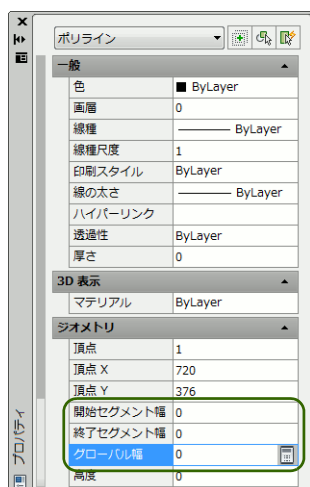 ポリライン
一般
色 ByLayer
画層 0
線種 ByLayer
線種尺度 1
印刷スタイル ByLayer
線の太さ ByLayer
ハイパーリンク
透過性 ByLayer
厚さ 0
3D 表示
マテリアル ByLayer
ジオメトリ
頂点 1
頂点 X 720
頂点 Y 376
開始セグメント幅 0
終了セグメント幅 0
グローバル幅 0
高度 0
プロパティ